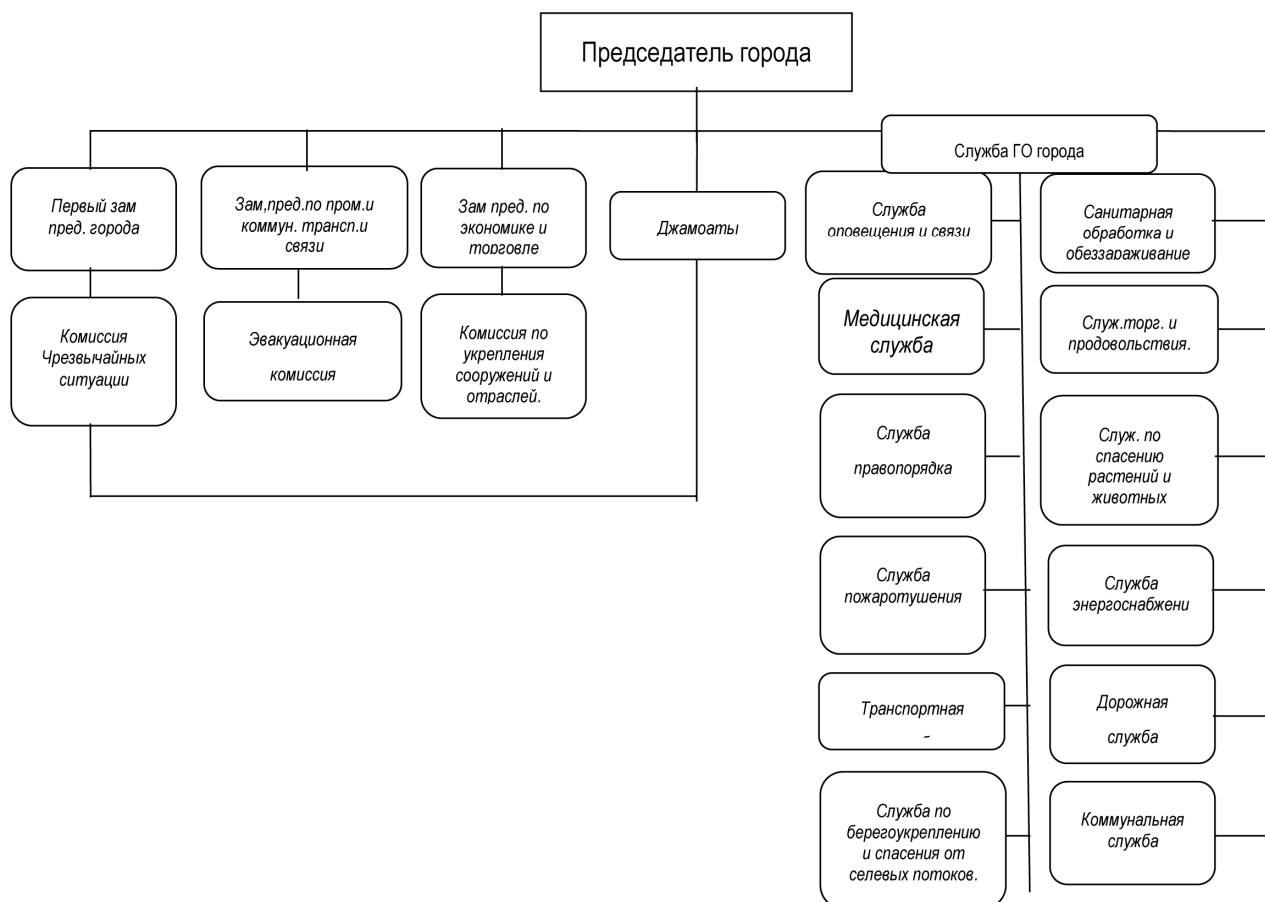 Председатель города
Служба ГО города
Первый зам
пред. города
Зам,пред.по пром.и
коммун. трансп.и
связи
Зам пред. по
экономике и
торговле
Джамоаты
Служба
оповещения и связи
Санитарная
обработка и
обеззараживание
Комиссия
Чрезвычайных
ситуации
Эвакуационная
комиссия
Комиссия по
укрепления
сооружений и
отраслей.
Медицинская
служба
Служ.торг. и
продовольствия.
Служба
правопорядка
Служ. по
спасению
растений и
животных
Служба
пожаротушения
Служба
энергоснабжени
Транспортная
Дорожная
служба
Служба по
берегоукреплению
и спасения от
селевых потоков.
Коммунальная
служба